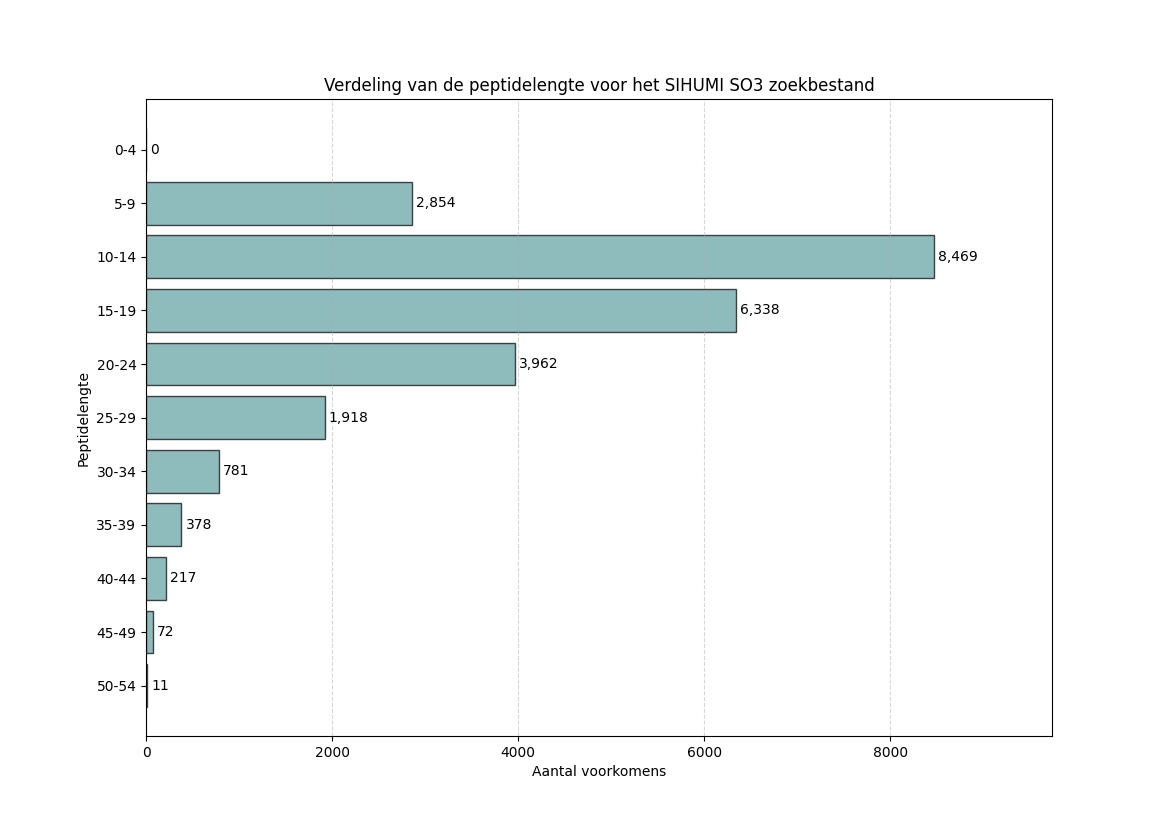 Verdeling van de peptidelengte voor het SIHUMI SO3 zoekbestand
0-4 0
5-9 2,854
10-14 8,469
15-19 6,338
20-24 3,962
25-29 1,918
30-34 781
35-39 378
40-44 217
45-49 72
50-54 11
Peptidelengte
0 2000 4000 6000 8000
Aantal voorkomens